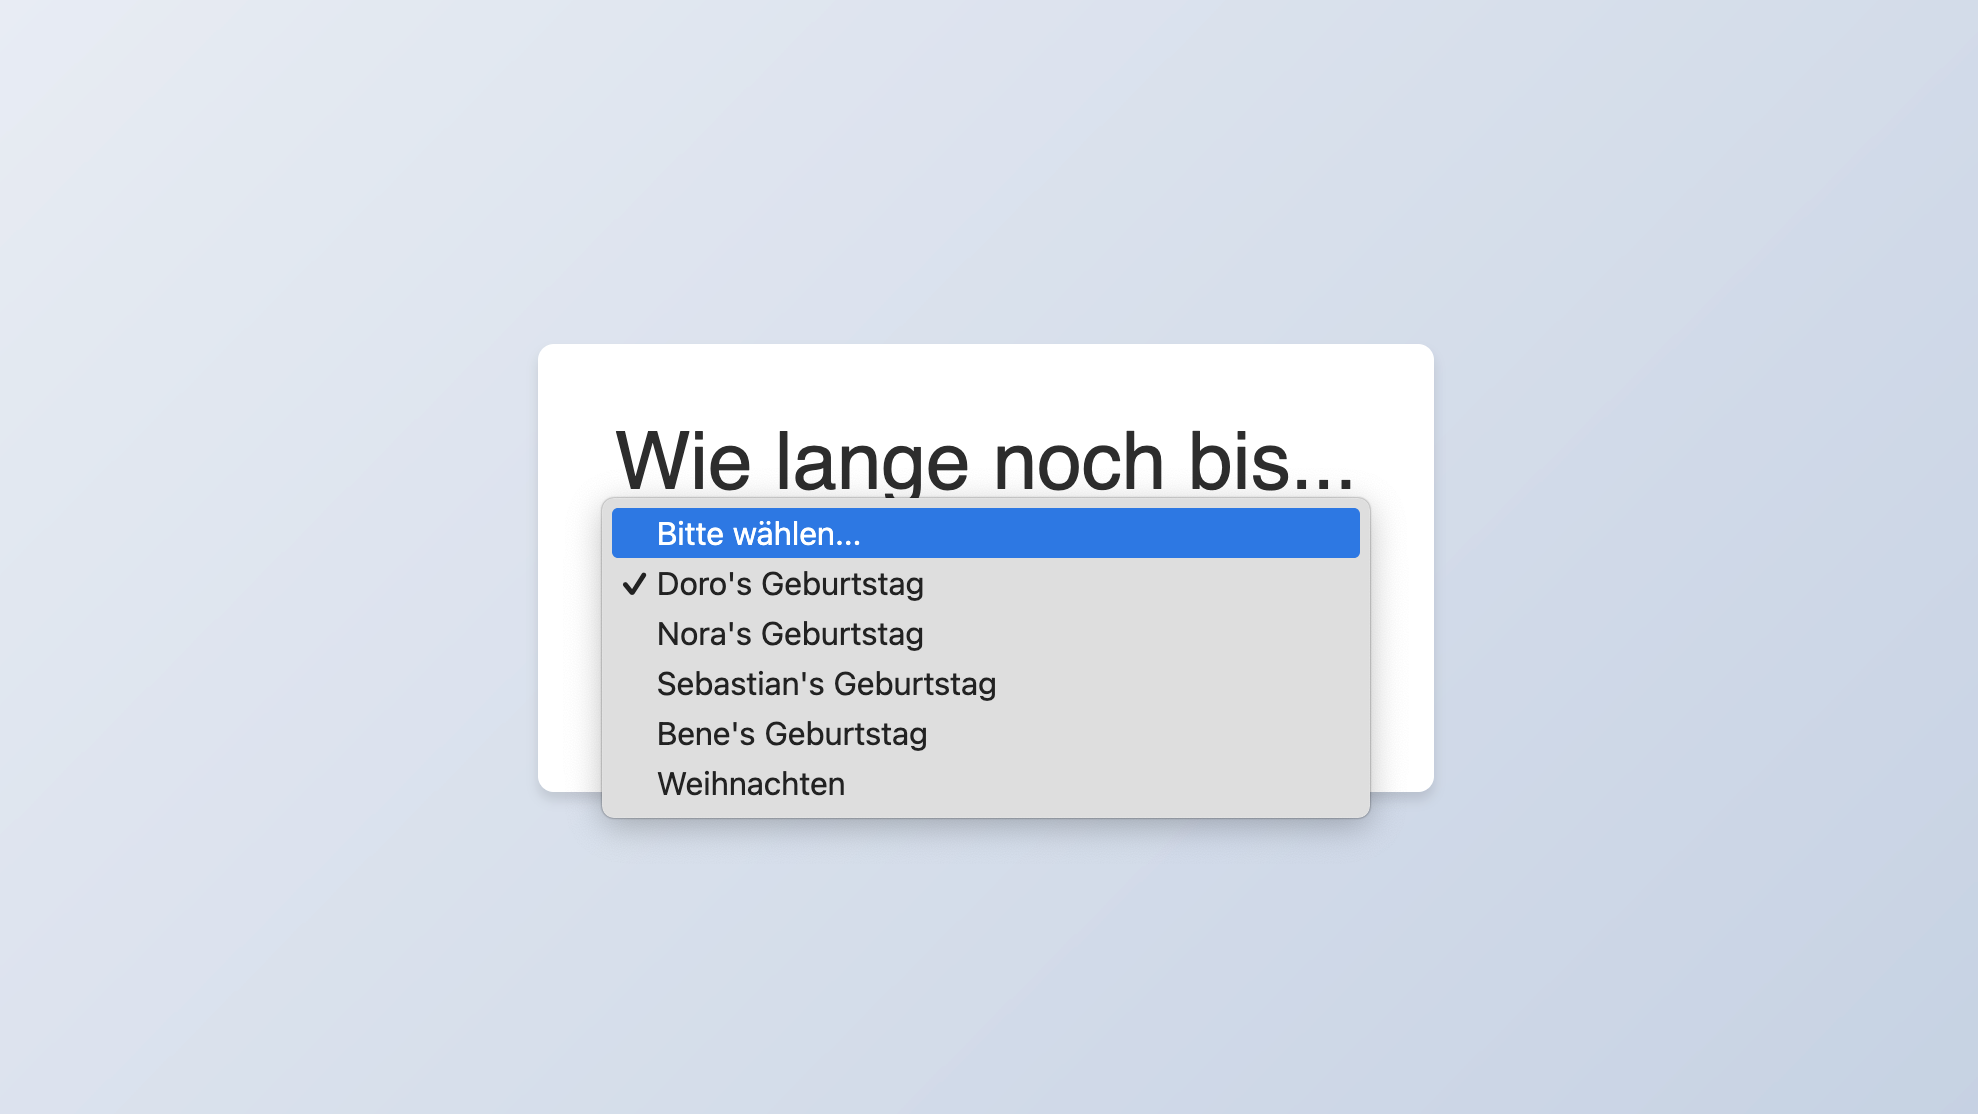 Wie lange noch bis...
Bitte wählen...
Doro's Geburtstag
Nora's Geburtstag
Sebastian's Geburtstag
Bene's Geburtstag
Weihnachten